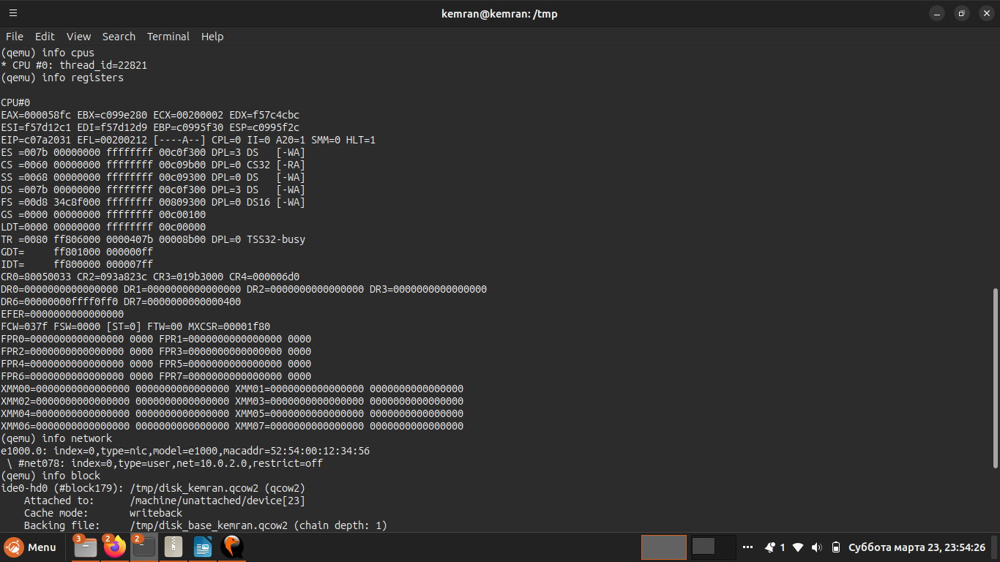 kemran@kemran: /tmp
File Edit View Search Terminal Help
(qemu) info cpus
* CPU #0: thread_id=22821
(qemu) info registers
CPU#0
EAX=000058fc EBX=c099e280 ECX=00200002 EDX=f57c4cbc
ESI=f57d12c1 EDI=f57d12d9 EBP=c0995f30 ESP=c0995f2c
EIP=c07a2031 EFL=00200212 [----A--] CPL=0 II=0 A20=1 SMM=0 HLT=1
ES =007b 00000000 ffffffff 00c0f300 DPL=3 DS   [-WA]
CS =0060 00000000 ffffffff 00c09b00 DPL=0 CS32 [-RA]
SS =0068 00000000 ffffffff 00c09300 DPL=0 DS   [-WA]
DS =007b 00000000 ffffffff 00c0f300 DPL=3 DS   [-WA]
FS =00d8 34c8f000 ffffffff 00809300 DPL=0 DS16 [-WA]
GS =0000 00000000 ffffffff 00c00100
LDT=0000 00000000 ffffffff 00c00000
TR =0080 ff806000 0000407b 00008b00 DPL=0 TSS32-busy
GDT=     ff801000 000000ff
IDT=     ff800000 000007ff
CR0=80050033 CR2=093a823c CR3=019b3000 CR4=000006d0
DR0=0000000000000000 DR1=0000000000000000 DR2=0000000000000000 DR3=0000000000000000
DR6=00000000ffff0ff0 DR7=0000000000000400
EFER=0000000000000000
FCW=037f FSW=0000 [ST=0] FTW=00 MXCSR=00001f80
FPR0=0000000000000000 0000 FPR1=0000000000000000 0000
FPR2=0000000000000000 0000 FPR3=0000000000000000 0000
FPR4=0000000000000000 0000 FPR5=0000000000000000 0000
FPR6=0000000000000000 0000 FPR7=0000000000000000 0000
XMM00=0000000000000000 0000000000000000 XMM01=0000000000000000 0000000000000000
XMM02=0000000000000000 0000000000000000 XMM03=0000000000000000 0000000000000000
XMM04=0000000000000000 0000000000000000 XMM05=0000000000000000 0000000000000000
XMM06=0000000000000000 0000000000000000 XMM07=0000000000000000 0000000000000000
(qemu) info network
e1000.0: index=0,type=nic,model=e1000,macaddr=52:54:00:12:34:56
 \ #net078: index=0,type=user,net=10.0.2.0,restrict=off
(qemu) info block
ide0-hd0 (#block179): /tmp/disk_kemran.qcow2 (qcow2)
    Attached to:      /machine/unattached/device[23]
    Cache mode:       writeback
    Backing file:     /tmp/disk_base_kemran.qcow2 (chain depth: 1)
Menu 3 2 2 1 Суббота марта 23, 23:54:26